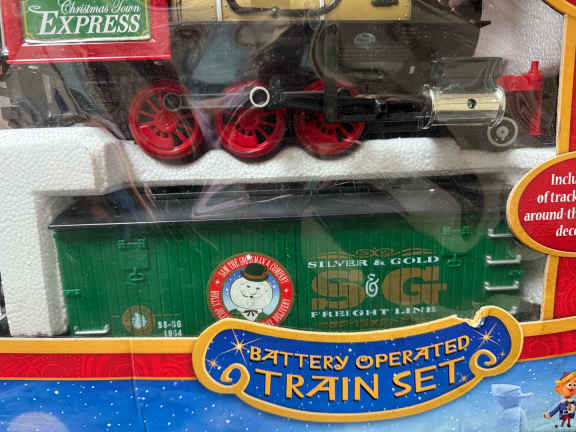 Christmas Town
EXPRESS
Inclu
of track
around-th
dec
SAM THE SNOWMAN & COMPANY
SILVER & GOLD
S&G
FREIGHT LINE
SS-GG
1964
BATTERY OPERATED
TRAIN SET